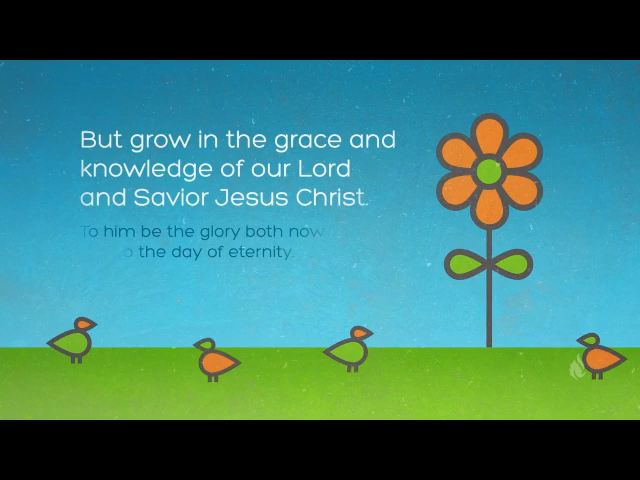 But grow in the grace and
knowledge of our Lord
and Savior Jesus Christ.
To him be the glory both now
the day of eternity.